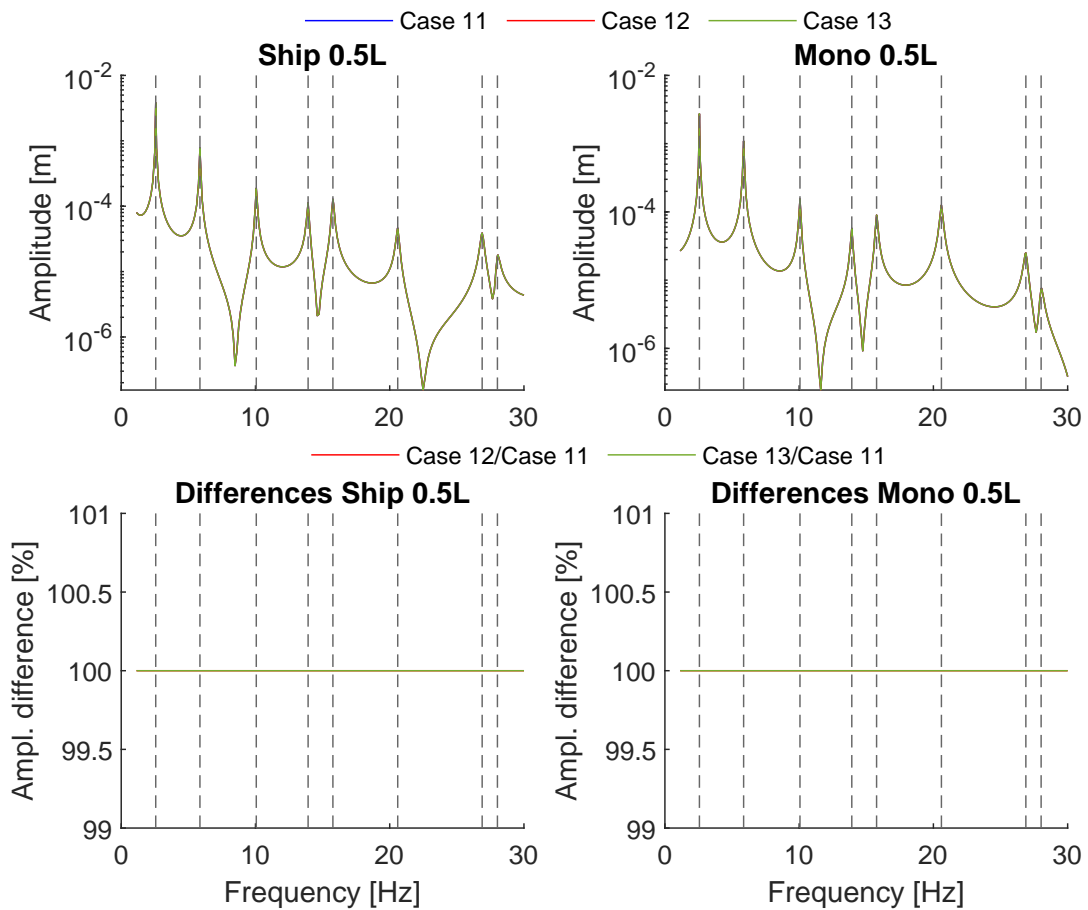 Case 11 Case 12 Case 13
Ship 0.5L Mono 0.5L
Amplitude [m]
10-2
10-4
10-6
0 10 20 30
Amplitude [m]
10-2
10-4
10-6
0 10 20 30
Case 12/Case 11 Case 13/Case 11
Differences Ship 0.5L Differences Mono 0.5L
Ampl. difference [%]
101
100.5
100
99.5
99
0 10 20 30
Frequency [Hz]
Ampl. difference [%]
101
100.5
100
99.5
99
0 10 20 30
Frequency [Hz]